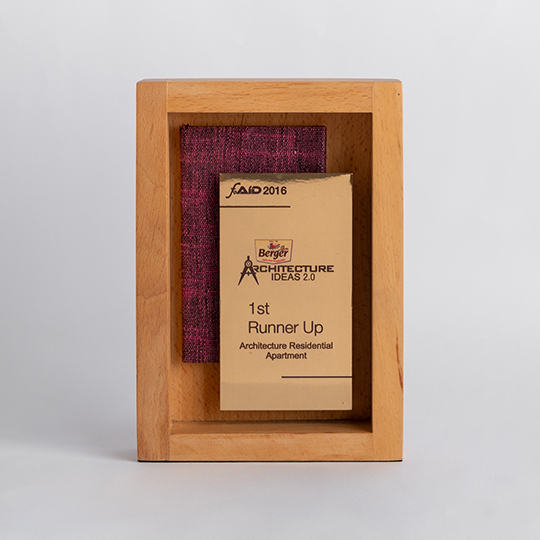 fOAID 2016
Berger
ARCHITECTURE
IDEAS 2.0
1st
Runner Up
Architecture Residential
Apartment